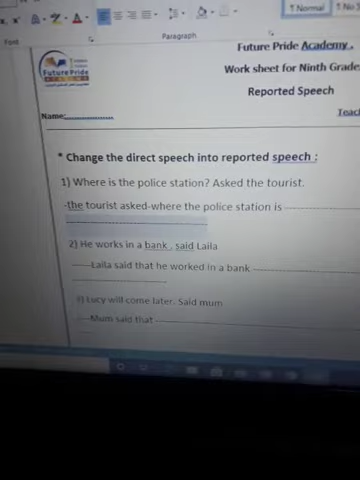 Font
Paragraph
¶ Normal
Future Pride Academy.
Work sheet for Ninth Grade
Reported Speech
Future Pride
ACADEMY
Name:
* Change the direct speech into reported speech :
1) Where is the police station? Asked the tourist.
-the tourist asked-where the police station is
2) He works in a bank , said Laila
Laila said that he worked in a bank
3) Lucy will come later. Said mum
Mum said that